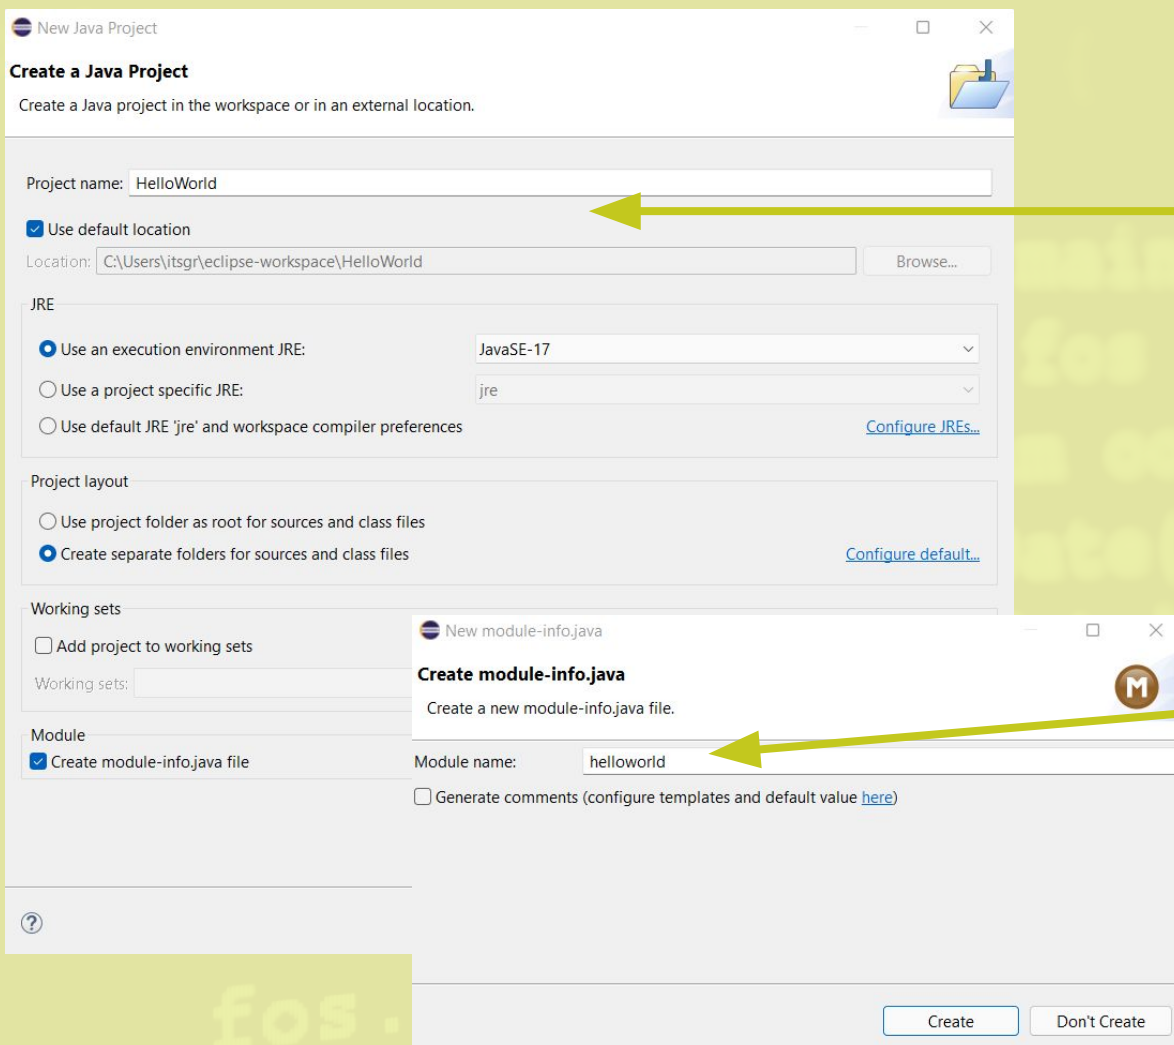 New Java Project
Create a Java Project
Create a Java project in the workspace or in an external location.
Project name: HelloWorld
Use default location
Location: C:\Users\itsgr\eclipse-workspace\HelloWorld Browse...
JRE
Use an execution environment JRE: JavaSE-17
Use a project specific JRE: jre
Use default JRE 'jre' and workspace compiler preferences Configure JREs...
Project layout
Use project folder as root for sources and class files
Create separate folders for sources and class files Configure default...
Working sets
Add project to working sets
Working sets:
Module
Create module-info.java file
New module-info.java
Create module-info.java
Create a new module-info.java file.
M
Module name: helloworld
Generate comments (configure templates and default value here)
?
Create Don't Create
fos
fos.